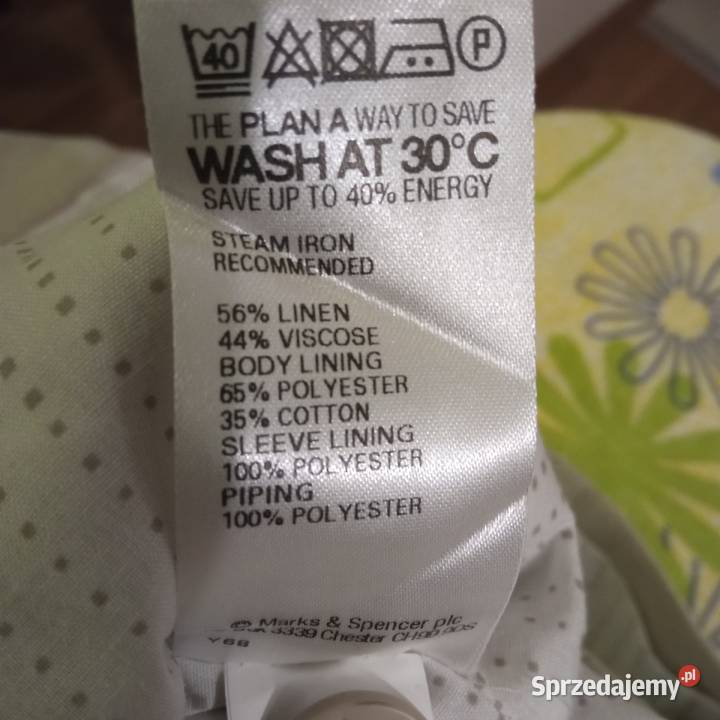 40 P
THE PLAN A WAY TO SAVE
WASH AT 30°C
SAVE UP TO 40% ENERGY
STEAM IRON
RECOMMENDED
56% LINEN
44% VISCOSE
BODY LINING
65% POLYESTER
35% COTTON
SLEEVE LINING
100% POLYESTER
PIPING
100% POLYESTER
© Marks & Spencer plc
3339 Chester
Y68
Sprzedajemy.pl